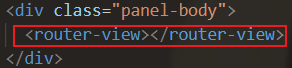 <div class="panel-body">
<router-view></router-view>
</div>